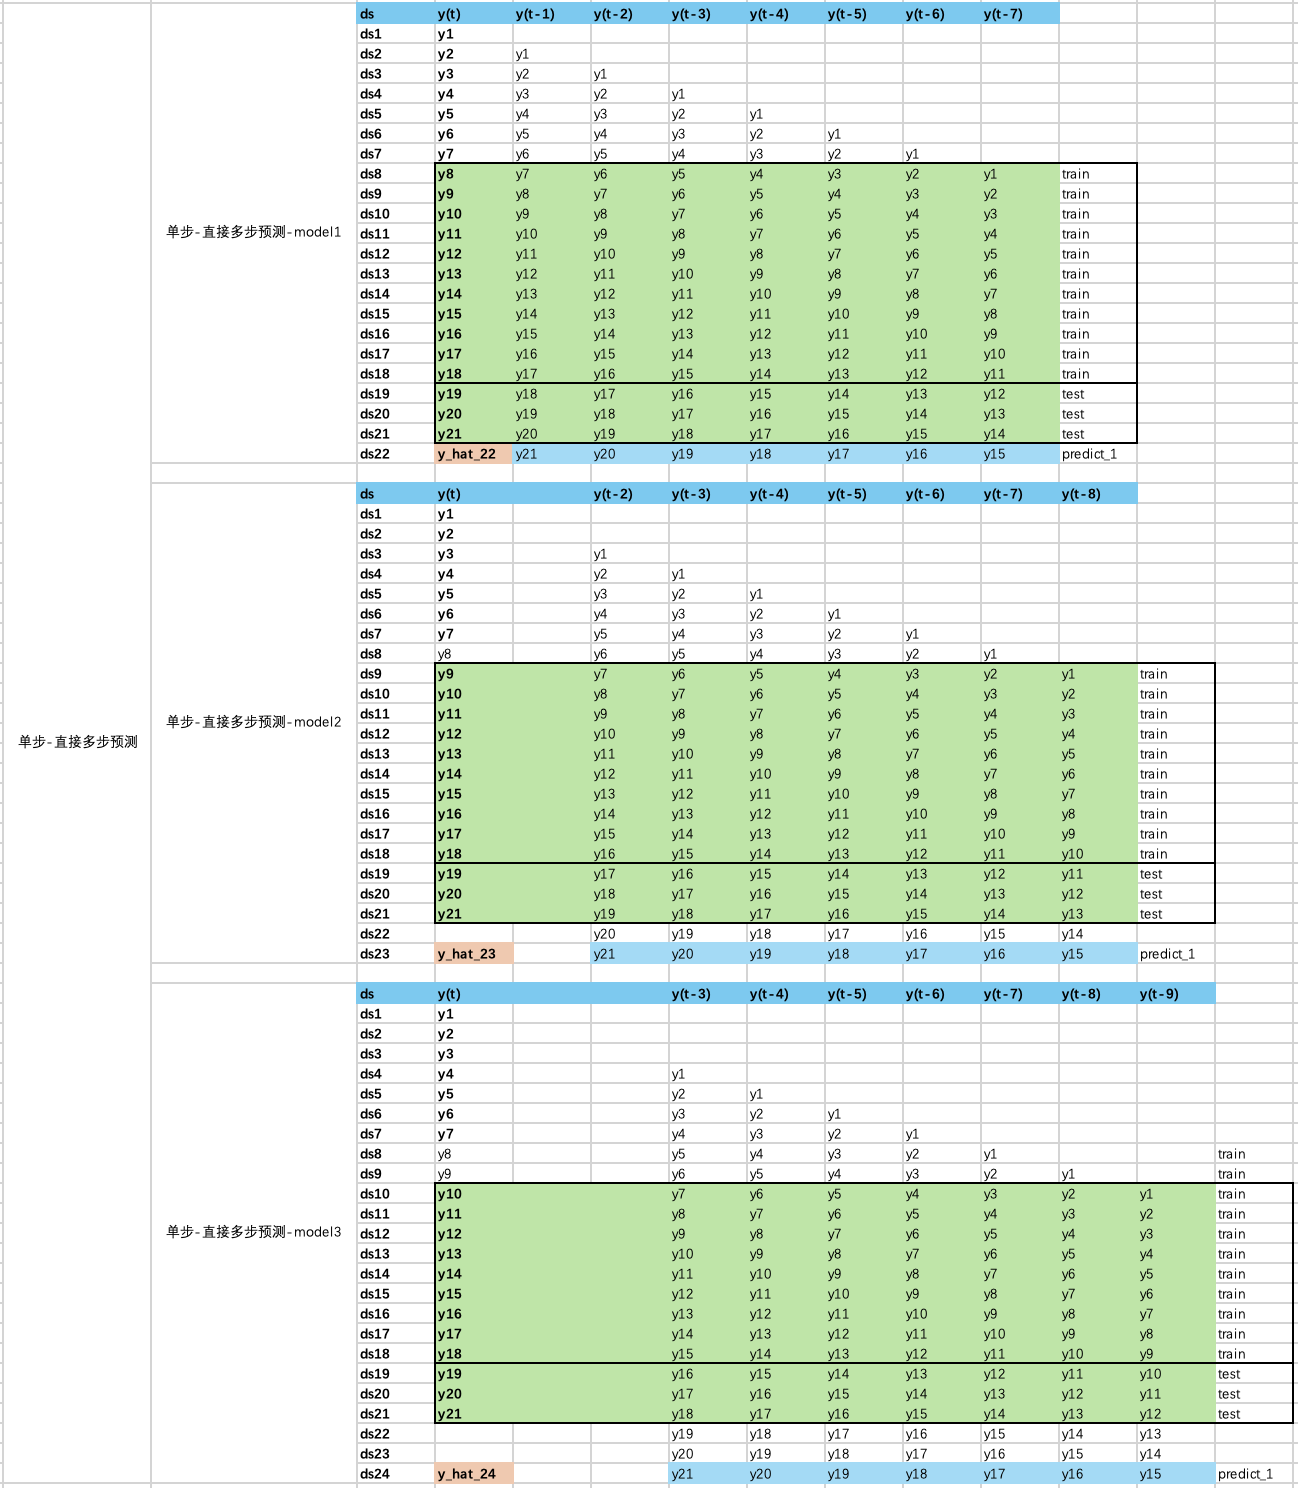 ds y(t) y(t-1) y(t-2) y(t-3) y(t-4) y(t-5) y(t-6) y(t-7)
ds1 y1
ds2 y2 y1
ds3 y3 y2 y1
ds4 y4 y3 y2 y1
ds5 y5 y4 y3 y2 y1
ds6 y6 y5 y4 y3 y2 y1
ds7 y7 y6 y5 y4 y3 y2 y1
ds8 y8 y7 y6 y5 y4 y3 y2 y1 train
ds9 y9 y8 y7 y6 y5 y4 y3 y2 train
ds10 y10 y9 y8 y7 y6 y5 y4 y3 train
单步-直接多步预测-model1
ds11 y11 y10 y9 y8 y7 y6 y5 y4 train
ds12 y12 y11 y10 y9 y8 y7 y6 y5 train
ds13 y13 y12 y11 y10 y9 y8 y7 y6 train
ds14 y14 y13 y12 y11 y10 y9 y8 y7 train
ds15 y15 y14 y13 y12 y11 y10 y9 y8 train
ds16 y16 y15 y14 y13 y12 y11 y10 y9 train
ds17 y17 y16 y15 y14 y13 y12 y11 y10 train
ds18 y18 y17 y16 y15 y14 y13 y12 y11 train
ds19 y19 y18 y17 y16 y15 y14 y13 y12 test
ds20 y20 y19 y18 y17 y16 y15 y14 y13 test
ds21 y21 y20 y19 y18 y17 y16 y15 y14 test
ds22 y_hat_22 y21 y20 y19 y18 y17 y16 y15 predict_1
ds y(t) y(t-2) y(t-3) y(t-4) y(t-5) y(t-6) y(t-7) y(t-8)
ds1 y1
ds2 y2
ds3 y3 y1
ds4 y4 y2 y1
ds5 y5 y3 y2 y1
ds6 y6 y4 y3 y2 y1
ds7 y7 y5 y4 y3 y2 y1
ds8 y8 y6 y5 y4 y3 y2 y1
ds9 y9 y7 y6 y5 y4 y3 y2 y1 train
ds10 y10 y8 y7 y6 y5 y4 y3 y2 train
ds11 y11 y9 y8 y7 y6 y5 y4 y3 train
单步-直接多步预测-model2
ds12 y12 y10 y9 y8 y7 y6 y5 y4 train
单步-直接多步预测
ds13 y13 y11 y10 y9 y8 y7 y6 y5 train
ds14 y14 y12 y11 y10 y9 y8 y7 y6 train
ds15 y15 y13 y12 y11 y10 y9 y8 y7 train
ds16 y16 y14 y13 y12 y11 y10 y9 y8 train
ds17 y17 y15 y14 y13 y12 y11 y10 y9 train
ds18 y18 y16 y15 y14 y13 y12 y11 y10 train
ds19 y19 y17 y16 y15 y14 y13 y12 y11 test
ds20 y20 y18 y17 y16 y15 y14 y13 y12 test
ds21 y21 y19 y18 y17 y16 y15 y14 y13 test
ds22 y20 y19 y18 y17 y16 y15 y14
ds23 y_hat_23 y21 y20 y19 y18 y17 y16 y15 predict_1
ds y(t) y(t-3) y(t-4) y(t-5) y(t-6) y(t-7) y(t-8) y(t-9)
ds1 y1
ds2 y2
ds3 y3
ds4 y4 y1
ds5 y5 y2 y1
ds6 y6 y3 y2 y1
ds7 y7 y4 y3 y2 y1
ds8 y8 y5 y4 y3 y2 y1 train
ds9 y9 y6 y5 y4 y3 y2 y1 train
ds10 y10 y7 y6 y5 y4 y3 y2 y1 train
ds11 y11 y8 y7 y6 y5 y4 y3 y2 train
单步-直接多步预测-model3
ds12 y12 y9 y8 y7 y6 y5 y4 y3 train
ds13 y13 y10 y9 y8 y7 y6 y5 y4 train
ds14 y14 y11 y10 y9 y8 y7 y6 y5 train
ds15 y15 y12 y11 y10 y9 y8 y7 y6 train
ds16 y16 y13 y12 y11 y10 y9 y8 y7 train
ds17 y17 y14 y13 y12 y11 y10 y9 y8 train
ds18 y18 y15 y14 y13 y12 y11 y10 y9 train
ds19 y19 y16 y15 y14 y13 y12 y11 y10 test
ds20 y20 y17 y16 y15 y14 y13 y12 y11 test
ds21 y21 y18 y17 y16 y15 y14 y13 y12 test
ds22 y19 y18 y17 y16 y15 y14 y13
ds23 y20 y19 y18 y17 y16 y15 y14
ds24 y_hat_24 y21 y20 y19 y18 y17 y16 y15 predict_1